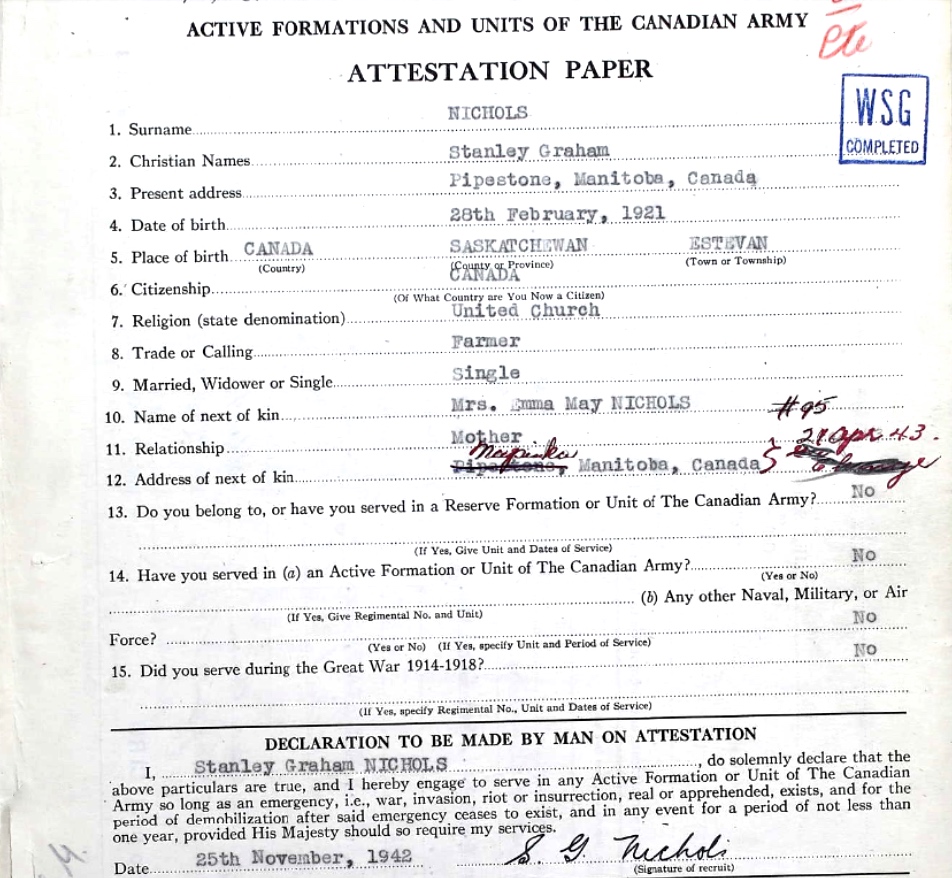 ACTIVE FORMATIONS AND UNITS OF THE CANADIAN ARMY
Pte
ATTESTATION PAPER
WSG
COMPLETED
NICHOLS
1. Surname
2. Christian Names Stanley Graham
3. Present address Pipestone, Manitoba, Canada
4. Date of birth 28th February, 1921
5. Place of birth CANADA SASKATCHEWAN ESTEVAN
(Country) (County or Province) (Town or Township)
CANADA
6. Citizenship
(Of What Country are You Now a Citizen)
7. Religion (state denomination) United Church
8. Trade or Calling Farmer
9. Married, Widower or Single Single
10. Name of next of kin Mrs. Emma May NICHOLS #95
11. Relationship Mother 21 Apr. 43.
12. Address of next of kin Pipestone, Manitoba, Canada
13. Do you belong to, or have you served in a Reserve Formation or Unit of The Canadian Army? No
(If Yes, Give Unit and Dates of Service)
14. Have you served in (a) an Active Formation or Unit of The Canadian Army? No
(Yes or No)
(b) Any other Naval, Military, or Air
(If Yes, Give Regimental No. and Unit)
Force? No
(Yes or No) (If Yes, specify Unit and Period of Service)
15. Did you serve during the Great War 1914-1918? No
(If Yes, specify Regimental No., Unit and Dates of Service)
DECLARATION TO BE MADE BY MAN ON ATTESTATION
I, Stanley Graham NICHOLS, do solemnly declare that the
above particulars are true, and I hereby engage to serve in any Active Formation or Unit of The Canadian
Army so long as an emergency, i.e., war, invasion, riot or insurrection, real or apprehended, exists, and for the
period of demobilization after said emergency ceases to exist, and in any event for a period of not less than
one year, provided His Majesty should so require my services.
Date 25th November, 1942 S. G. Nichols
(Signature of recruit)